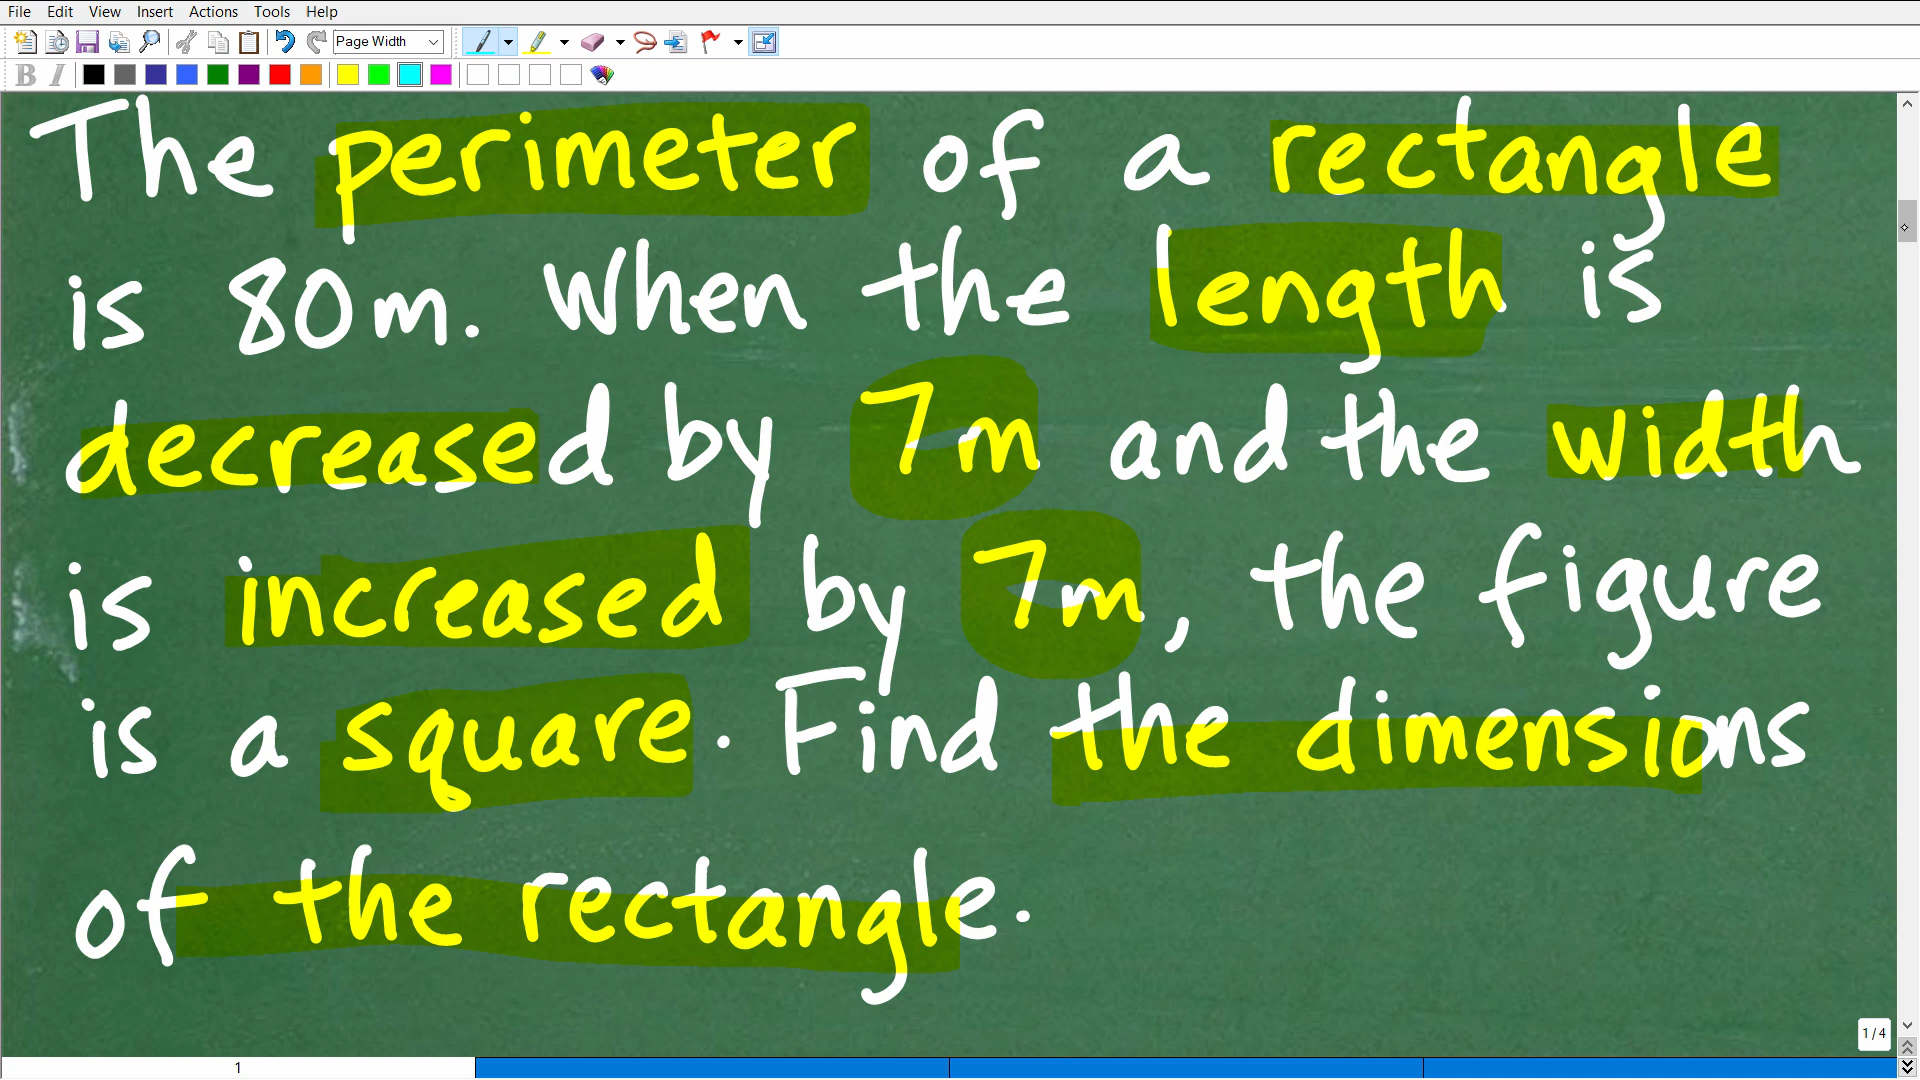 File Edit View Insert Actions Tools Help
Page Width
B I
The perimeter of a rectangle
is 80m. When the length is
decreased by 7m and the width
is increased by 7m, the figure
is a square. Find the dimensions
of the rectangle.
1 / 4
1